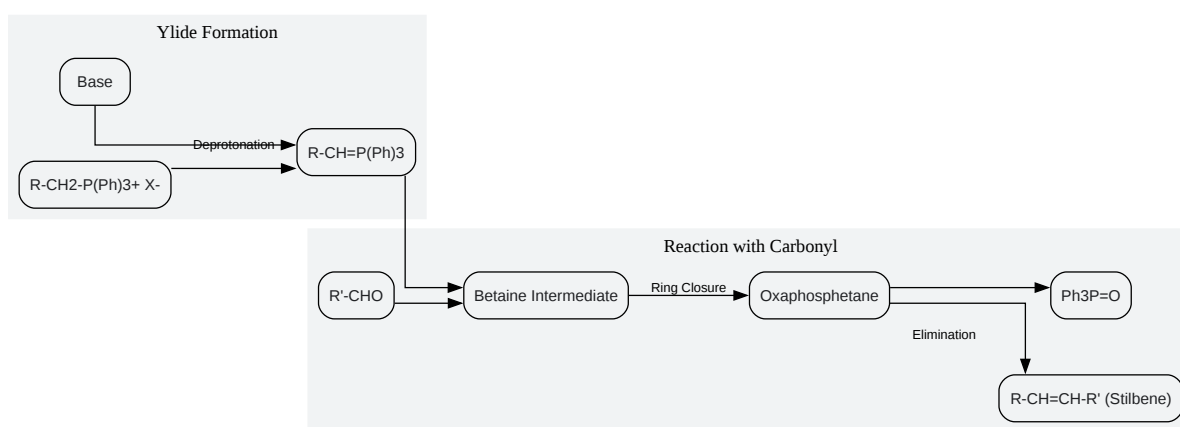 Ylide Formation
Base
Deprotonation
R-CH=P(Ph)3
R-CH2-P(Ph)3+ X-
Reaction with Carbonyl
R'-CHO
Betaine Intermediate
Ring Closure
Oxaphosphetane
Ph3P=O
Elimination
R-CH=CH-R' (Stilbene)